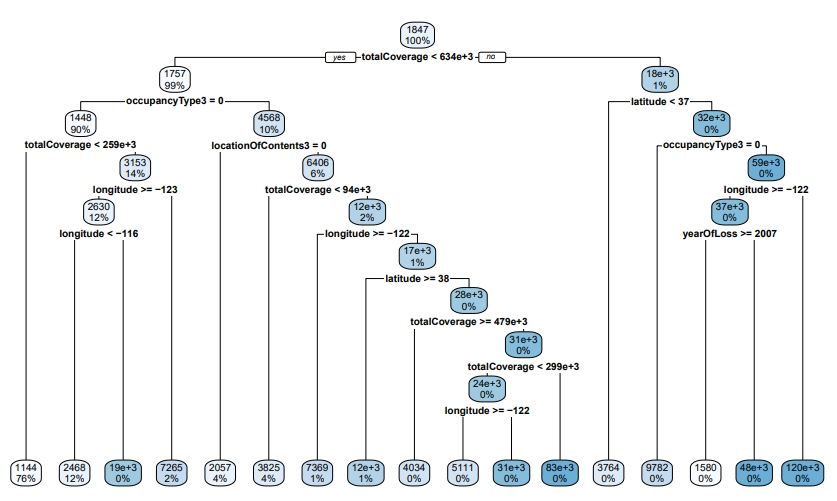 1847
100%
yes totalCoverage < 634e+3 no
1757
99%
18e+3
1%
occupancyType3 = 0
latitude < 37
1448
90%
4568
10%
32e+3
0%
totalCoverage < 259e+3
locationOfContents3 = 0
occupancyType3 = 0
3153
14%
6406
6%
59e+3
0%
longitude >= −123
totalCoverage < 94e+3
longitude >= −122
2630
12%
12e+3
2%
37e+3
0%
longitude < −116
longitude >= −122
yearOfLoss >= 2007
17e+3
1%
latitude >= 38
28e+3
0%
totalCoverage >= 479e+3
31e+3
0%
totalCoverage < 299e+3
24e+3
0%
longitude >= −122
1144 2468 19e+3 7265 2057 3825 7369 12e+3 4034 5111 31e+3 83e+3 3764 9782 1580 48e+3 120e+3
76% 12% 0% 2% 4% 4% 1% 1% 0% 0% 0% 0% 0% 0% 0% 0% 0%